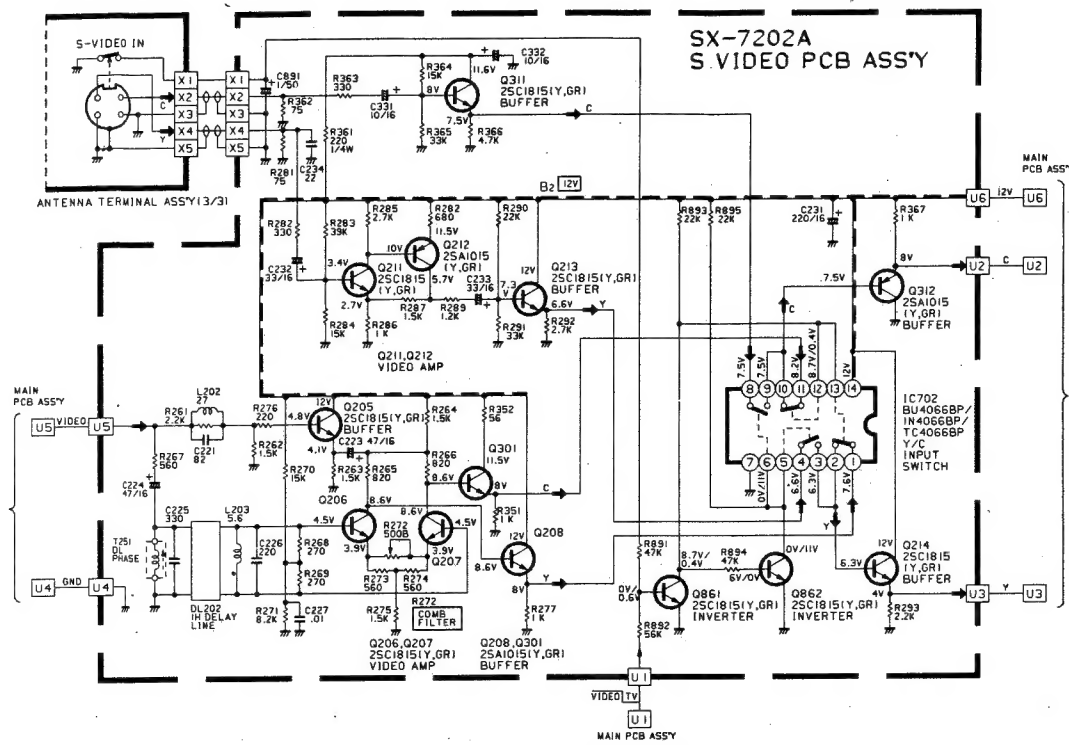 SX-7202A
S.VIDEO PCB ASS'Y
S-VIDEO IN
X1
X2
X3
X4
X5
C
Y
X1
X2
X3
X4
X5
ANTENNA TERMINAL ASS'Y(3/3)
C891
1/50
R362
75
R281
75
C234
22
R361
220
1/4W
R363
330
C331
10/16
R364
15K
R365
33K
8V
11.6V
7.5V
C332
10/16
Q311
2SC1815(Y,GR)
BUFFER
R366
4.7K
C
B2 12V
R282
330
R283
39K
C232
33/16
3.4V
R284
15K
Q211
2SC1815
(Y,GR)
2.7V
R285
2.7K
R282
680
11.5V
10V
Q212
2SA1015
(Y,GR)
5.7V
R286
1K
R287
1.5K
R289
1.2K
C233
33/16
R290
22K
7.3
V
R291
33K
12V
Q213
2SC1815(Y,GR)
BUFFER
6.6V
Y
R292
2.7K
Q211,Q212
VIDEO AMP
R893
22K
R895
22K
C231
220/16
R367
1K
8V
7.5V
Q312
2SA1015
(Y,GR)
BUFFER
C
U6
12V
U6
U2
C
U2
U3
Y
U3
MAIN
PCB ASS'Y
7.5V
7.5V
8.2V
8.7V/0.4V
12V
8
9
10
11
12
13
14
7
6
5
4
3
2
1
0V/11V
6.6V
6.3V
7.6V
Y
IC702
BU4066BP/
IN4066BP/
TC4066BP
Y/C
INPUT
SWITCH
MAIN
PCB ASS'Y
U5
VIDEO
U5
U4
GND
U4
R261
2.2K
L202
27
C221
82
R276
220
R262
1.5K
R267
560
C224
47/16
C225
330
T251
DL
PHASE
DL202
1H DELAY
LINE
L203
5.6
C226
220
R268
270
R269
270
R270
15K
R271
8.2K
C227
.01
4.8V
12V
Q205
2SC1815(Y,GR)
BUFFER
4.1V
C223 47/16
R263
1.5K
R265
820
R264
1.5K
R266
820
R352
56
Q301
11.5V
8V
C
R351
1K
8.6V
8.6V
8.6V
Q206
4.5V
3.9V
R272
500B
4.5V
3.9V
Q207
R273
560
R274
560
R275
1.5K
R272
COMB
FILTER
Q206,Q207
2SC1815(Y,GR)
VIDEO AMP
Q208
12V
8V
Y
R277
1K
Q208,Q301
2SA1015(Y,GR)
BUFFER
R891
47K
0V/
0.6V
R892
56K
8.7V/
0.4V
R894
47K
6V/0V
Q861
2SC1815(Y,GR)
INVERTER
0V/11V
Q862
2SC1815(Y,GR)
INVERTER
6.3V
Q214
2SC1815
(Y,GR)
BUFFER
4V
R293
2.2K
U1
VIDEO/TV
U1
MAIN PCB ASS'Y